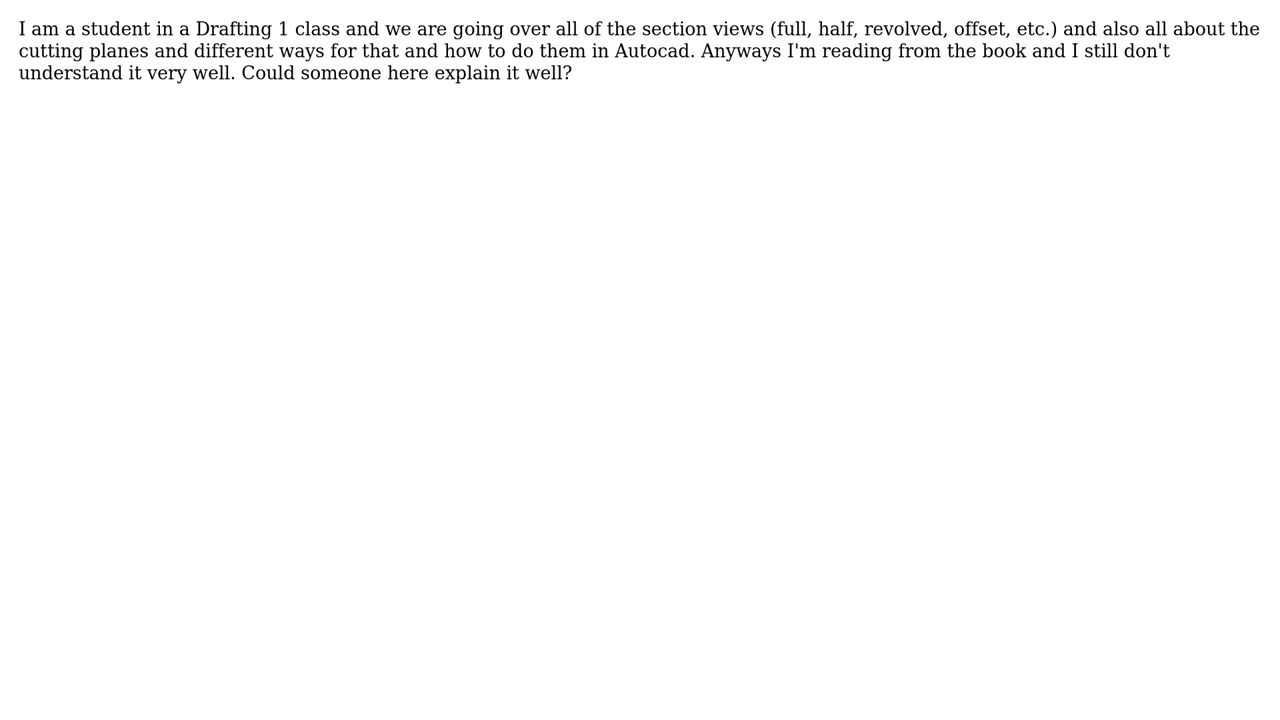 I am a student in a Drafting 1 class and we are going over all of the section views (full, half, revolved, offset, etc.) and also all about the
cutting planes and different ways for that and how to do them in Autocad. Anyways I'm reading from the book and I still don't
understand it very well. Could someone here explain it well?